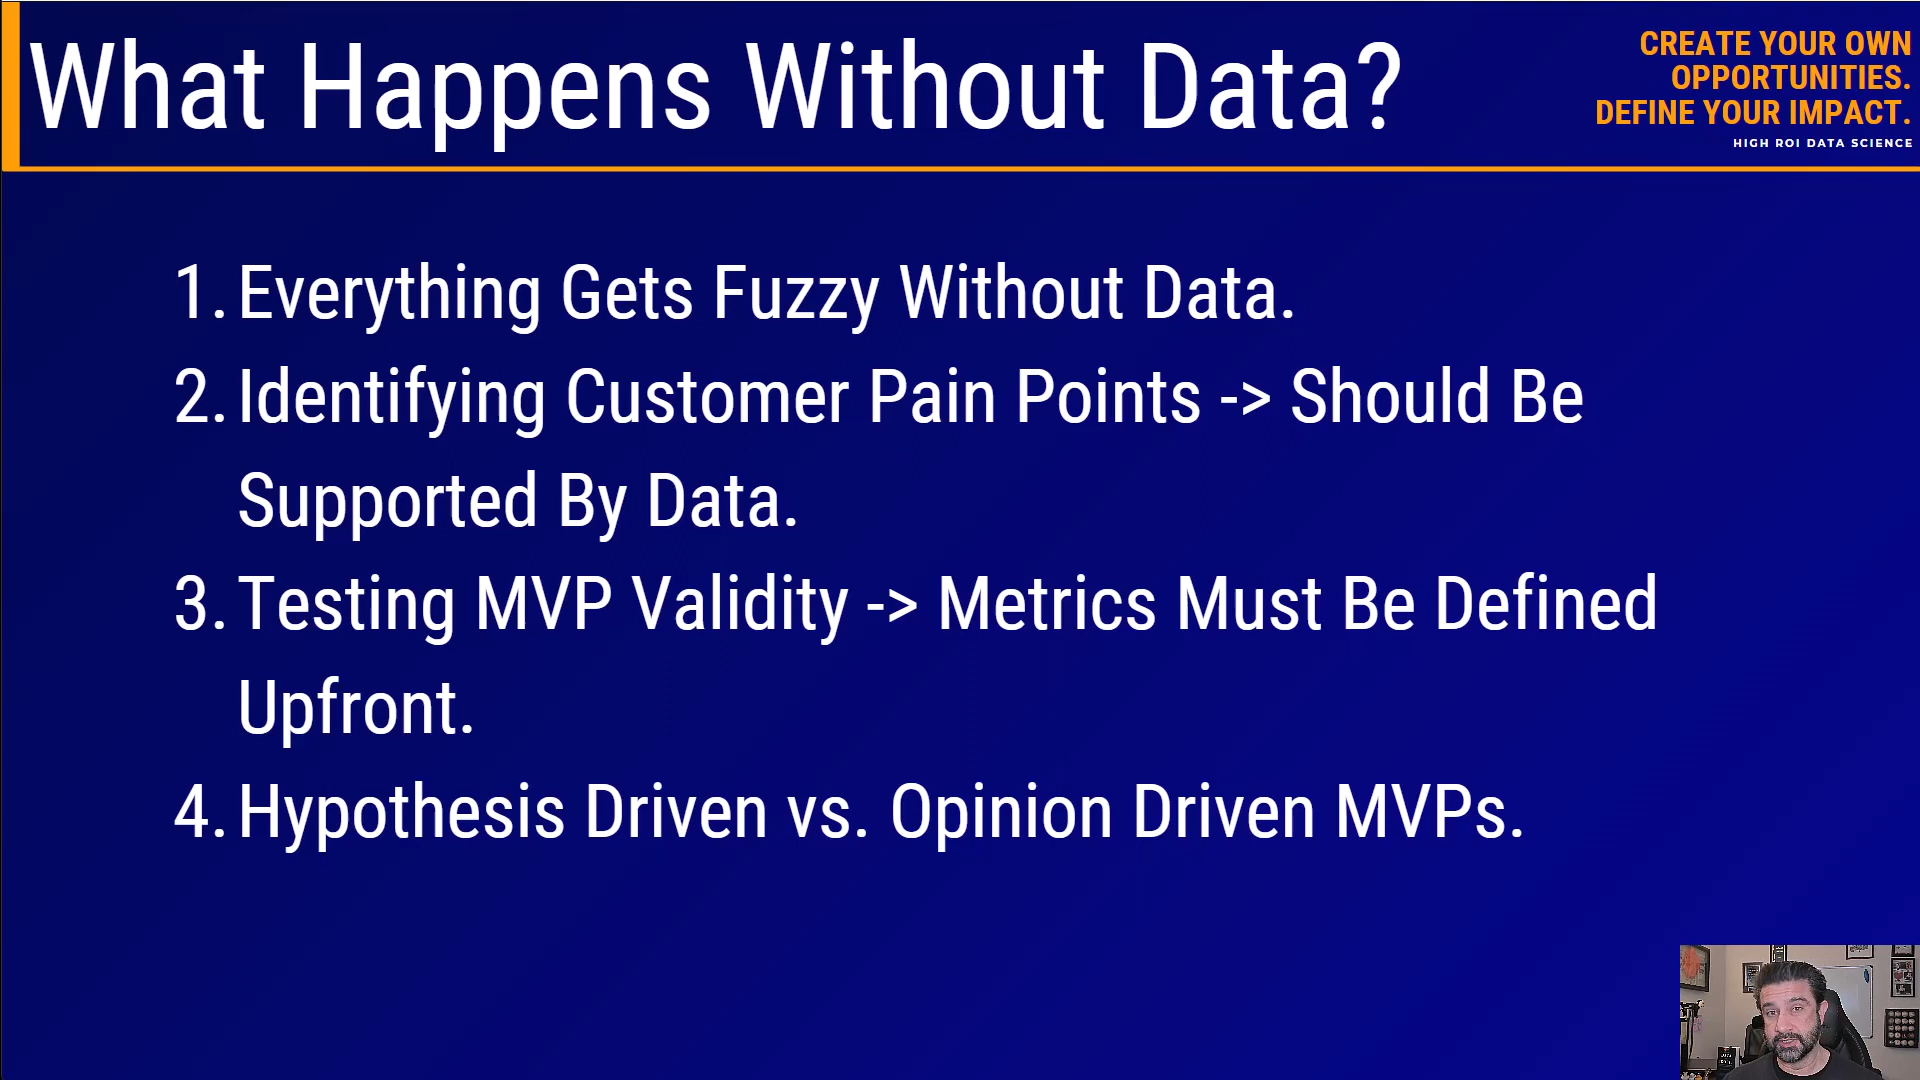 What Happens Without Data?
CREATE YOUR OWN
OPPORTUNITIES.
DEFINE YOUR IMPACT.
HIGH ROI DATA SCIENCE
1. Everything Gets Fuzzy Without Data.
2. Identifying Customer Pain Points -> Should Be
Supported By Data.
3. Testing MVP Validity -> Metrics Must Be Defined
Upfront.
4. Hypothesis Driven vs. Opinion Driven MVPs.